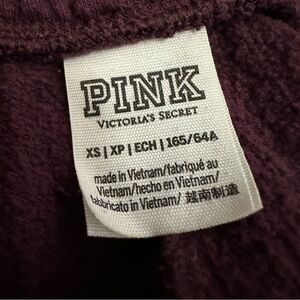 PINK
VICTORIA'S SECRET
XS | XP | ECH | 165/64A
made in Vietnam/fabriqué au
Vietnam/hecho en Vietnam/
fabbricato in Vietnam/ 越南制造